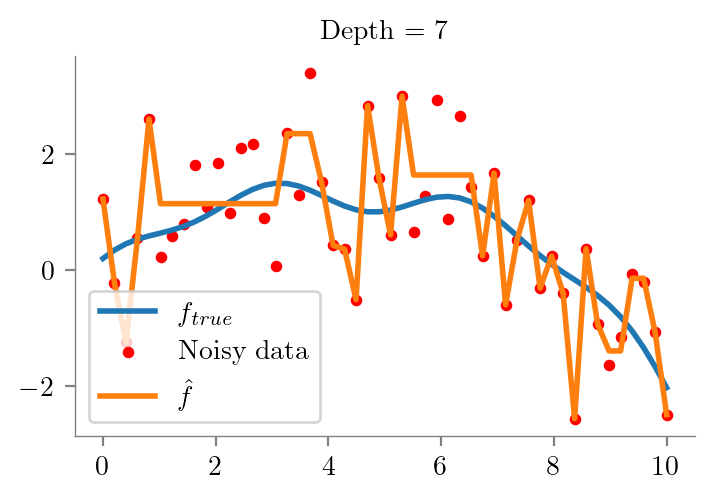 Depth = 7
2
0
−2
f_true
Noisy data
f̂
0 2 4 6 8 10